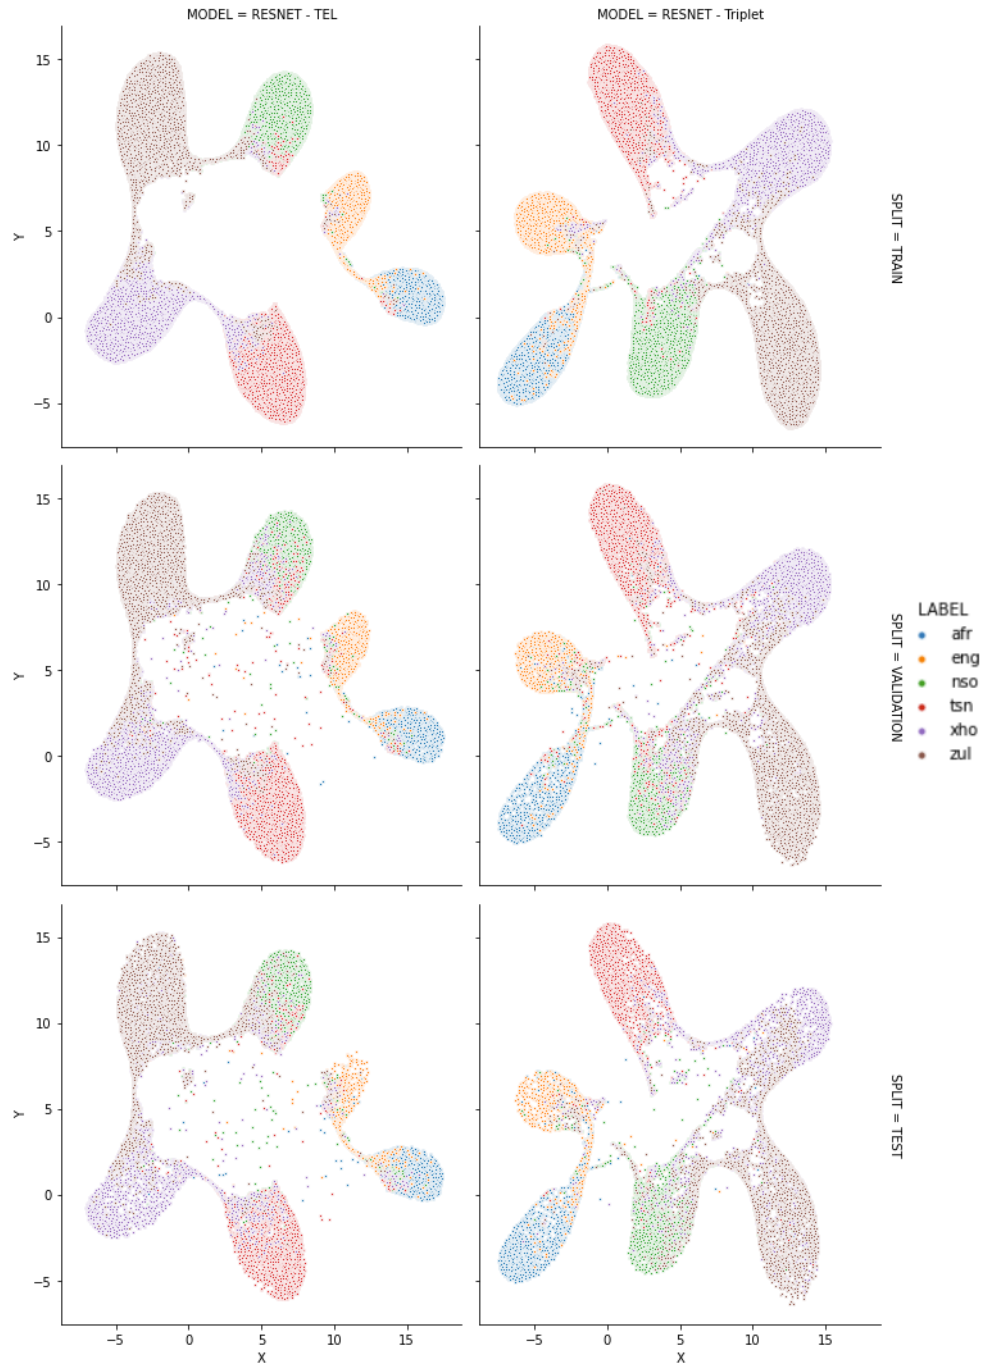 MODEL = RESNET - TEL
MODEL = RESNET - Triplet
15
10
5
0
−5
Y
SPLIT = TRAIN
15
10
5
0
−5
Y
SPLIT = VALIDATION
LABEL
afr
eng
nso
tsn
xho
zul
15
10
5
0
−5
Y
SPLIT = TEST
−5 0 5 10 15
X
−5 0 5 10 15
X